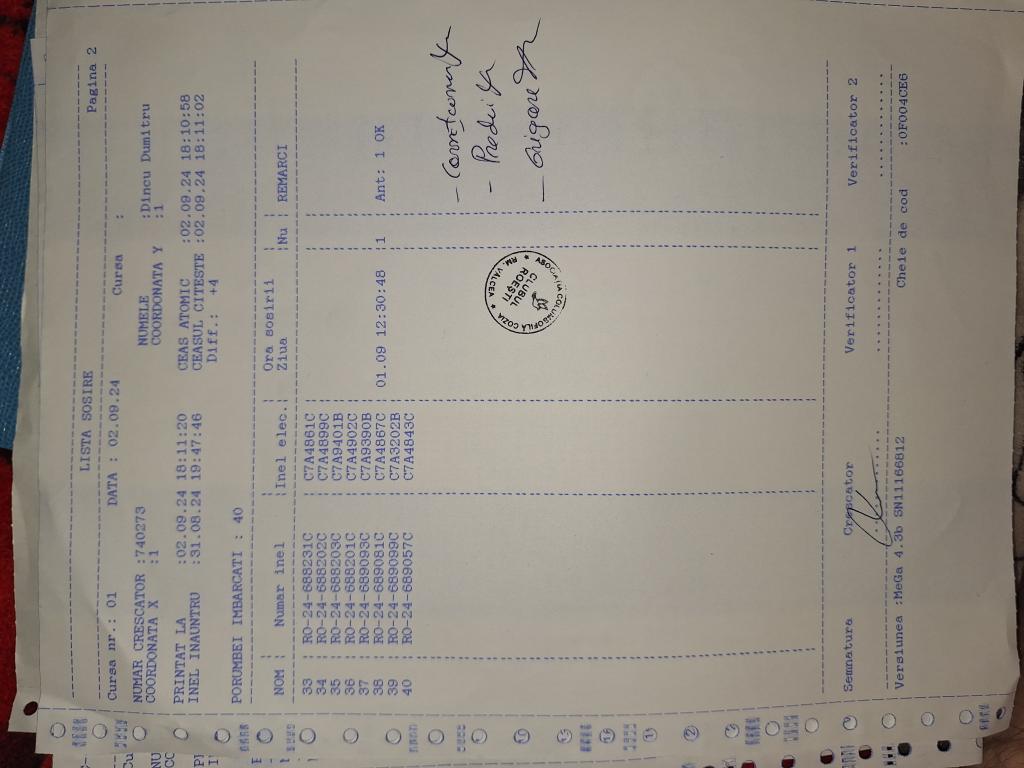 LISTA SOSIRE Pagina 2
Cursa nr.: 01 DATA : 02.09.24 Cursa :
NUMAR CRESCATOR :740273 NUMELE :Dincu Dumitru
COORDONATA X :1 COORDONATA Y :1
PRINTAT LA :02.09.24 18:11:20 CEAS ATOMIC :02.09.24 18:10:58
INEL INAUNTRU :31.08.24 19:47:46 CEASUL CITESTE :02.09.24 18:11:02
Diff.: +4
PORUMBEI IMBARCATI : 40
Ora sosirii
NOM Numar inel Inel elec. Ziua Nu REMARCI
33 RO-24-688231C C7A4861C
34 RO-24-688202C C7A4899C
35 RO-24-688203C C7A9401B
36 RO-24-688201C C7A4902C
37 RO-24-689093C C7A9390B
38 RO-24-689081C C7A4867C 01.09 12:30:48 1 Ant: 1 OK
39 RO-24-689099C C7A3202B
40 RO-24-689057C C7A4843C
- Predi
- Grigore
ASOCIATIA COLUMBOFILA COZIA
RM. VALCEA
CLUBUL
ROEȘTI
Semnatura Crescator Verificator 1 Verificator 2
Versiunea :MeGa 4.3b SN11166812 Cheie de cod :0F004CE6